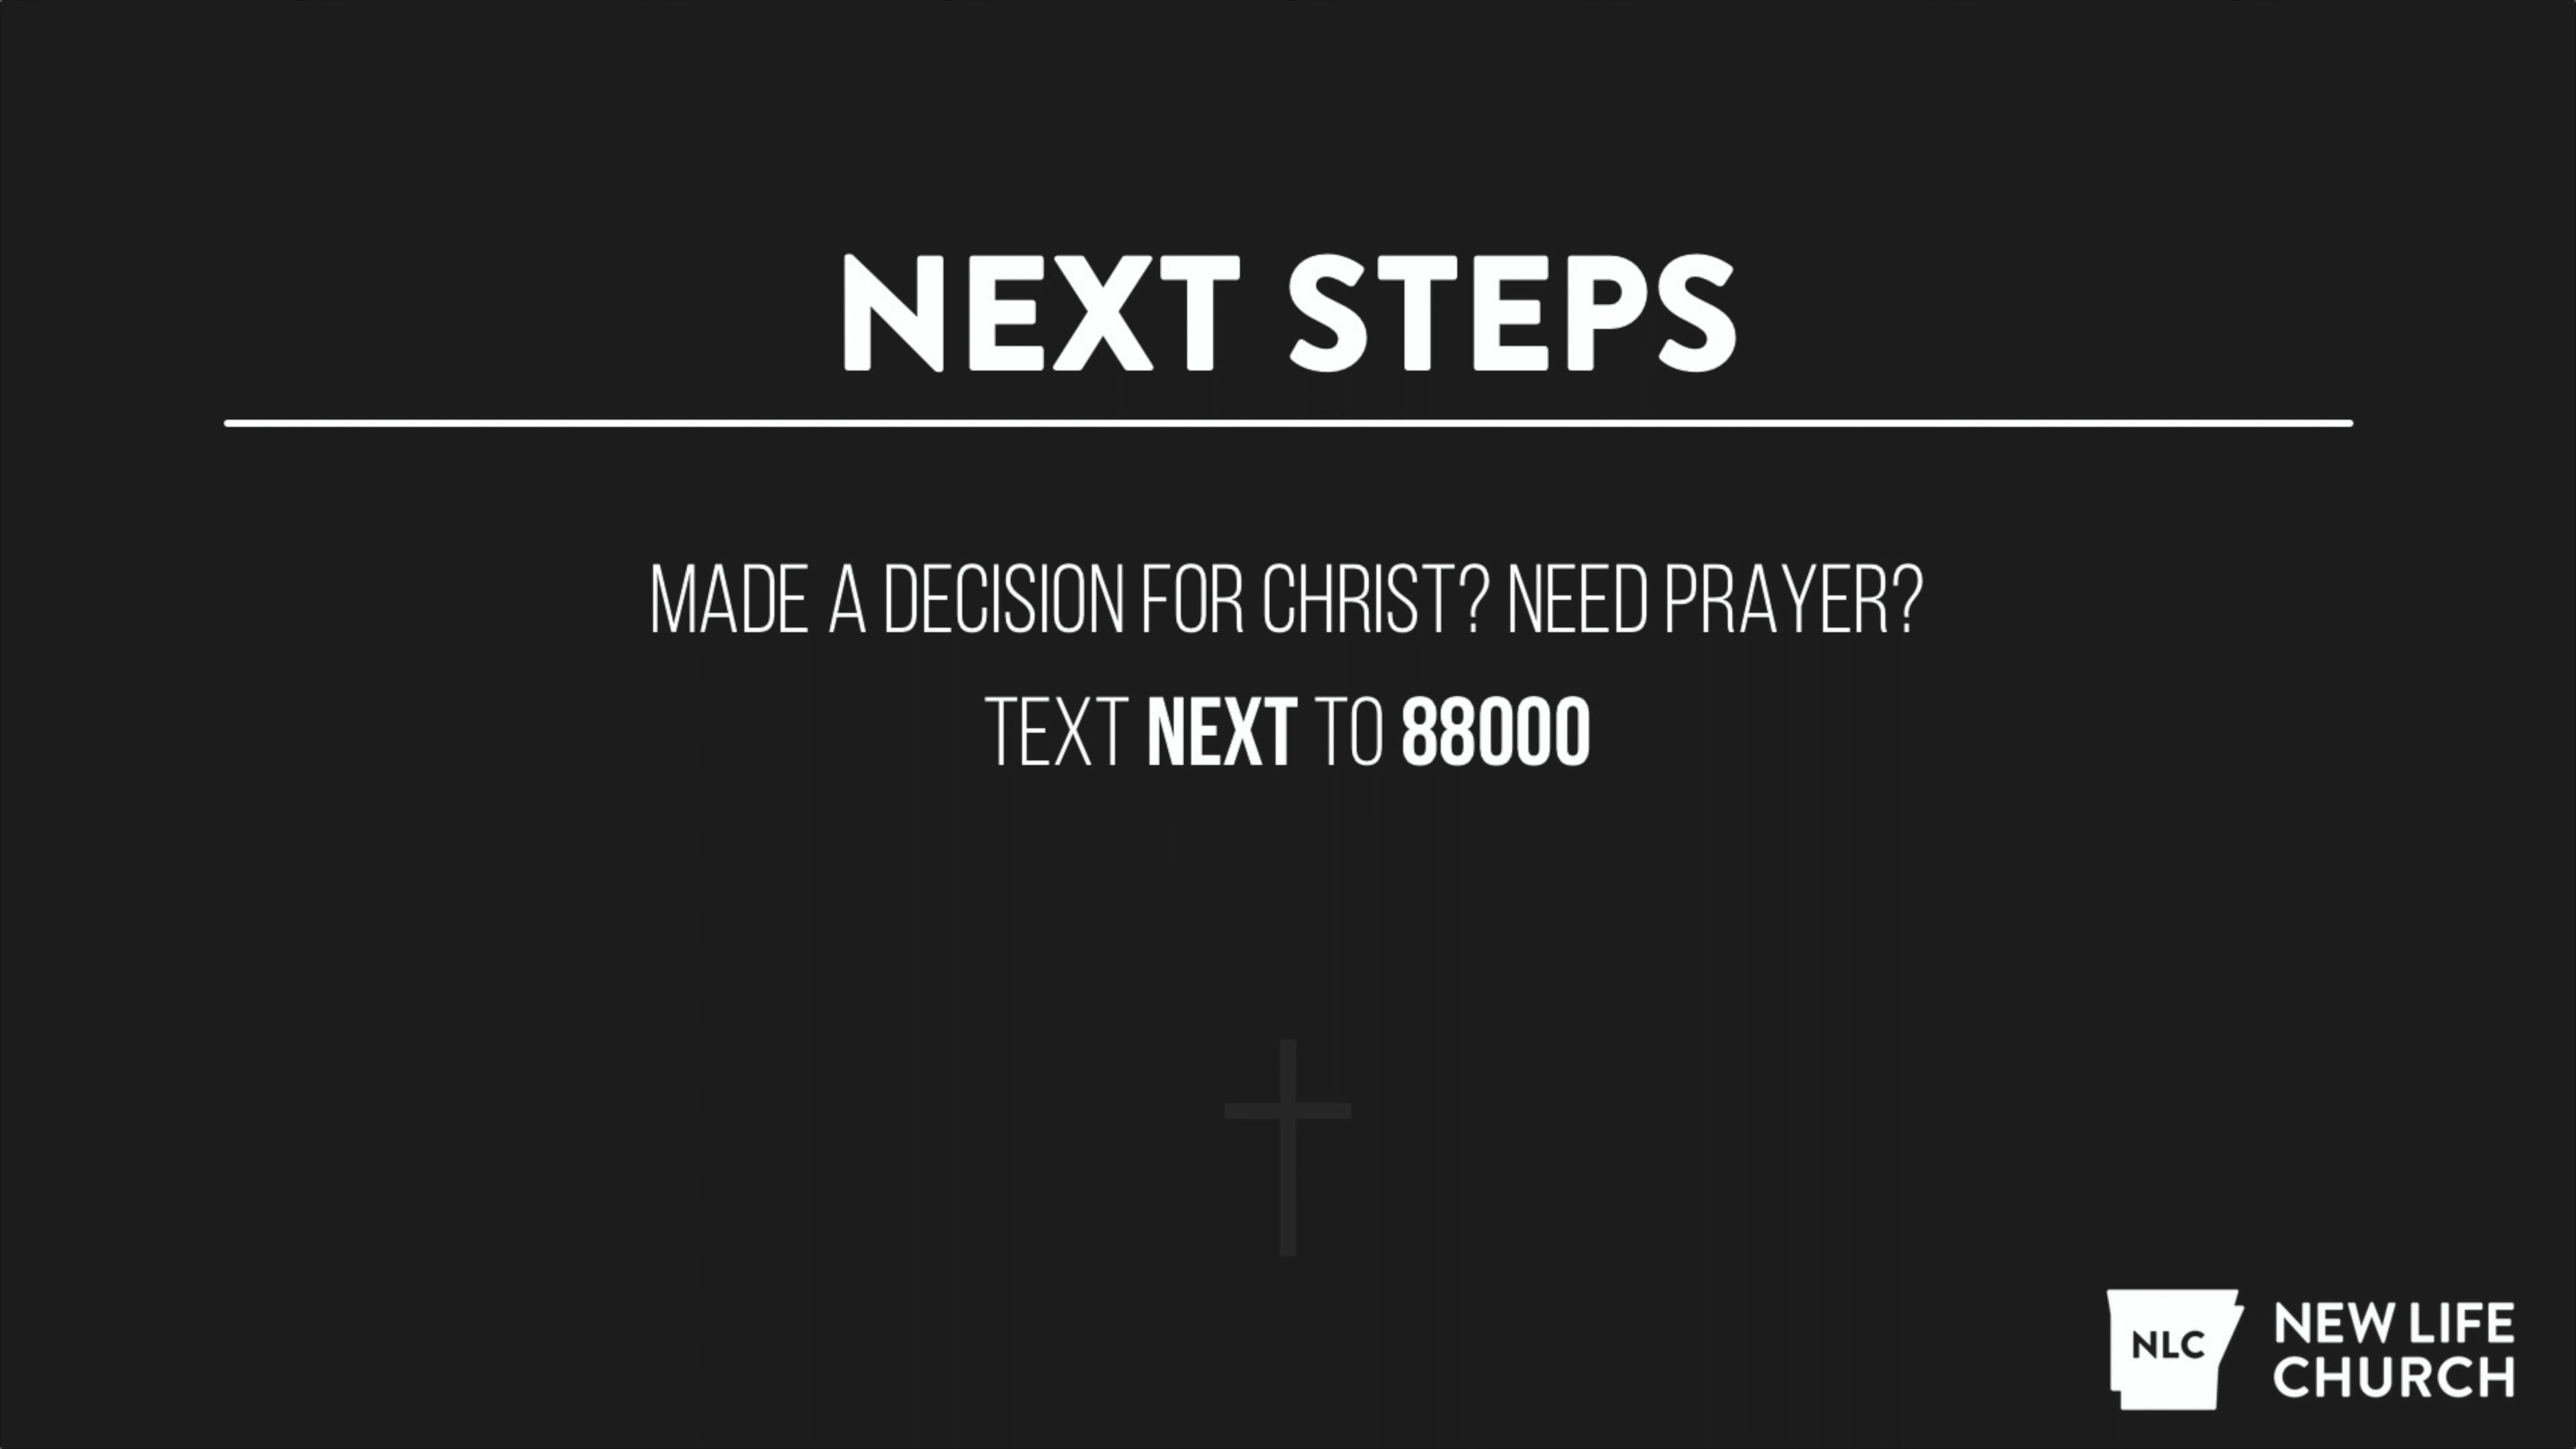 NEXT STEPS
MADE A DECISION FOR CHRIST? NEED PRAYER?
TEXT NEXT TO 88000
NLC
NEW LIFE
CHURCH